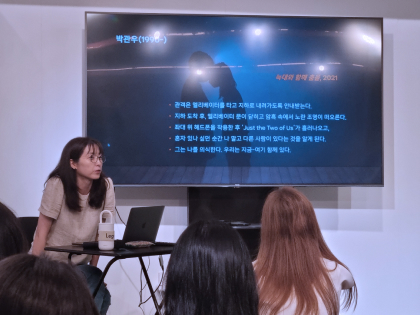 박관우(1990-)
늑대와 함께 춤을, 2021
- 관객은 엘리베이터를 타고 지하로 내려가도록 안내받는다.
- 지하 도착 후, 엘리베이터 문이 열리고 암흑 속에서 노란 조명이 떠오른다.
- 좌대 위 헤드폰을 착용한 후 'Just the Two of Us'가 흘러나오고,
- 혼자 있나 싶던 순간 나 말고 다른 사람이 있다는 것을 알게 된다.
- 그는 나를 의식한다. 우리는 지금-여기 함께 있다.